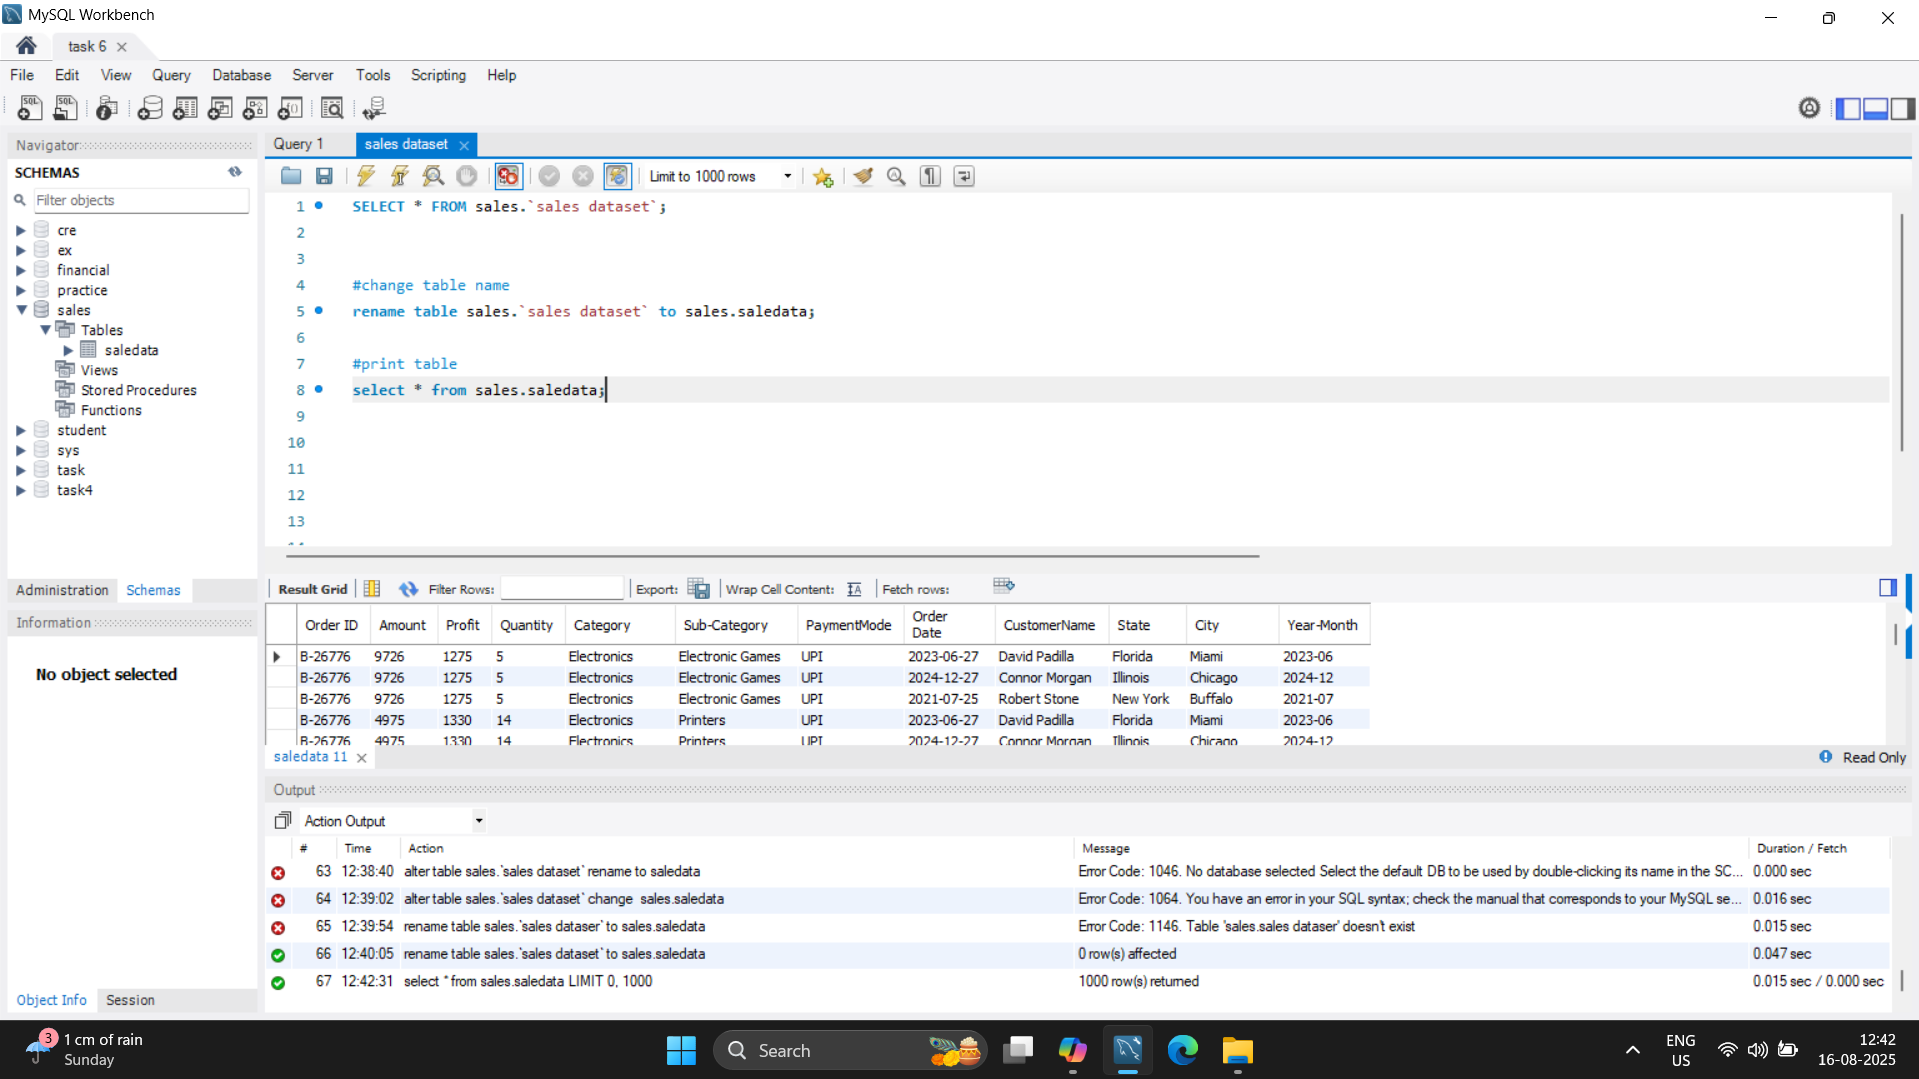 MySQL Workbench
task 6
File Edit View Query Database Server Tools Scripting Help
Navigator
SCHEMAS
Filter objects
cre
ex
financial
practice
sales
Tables
saledata
Views
Stored Procedures
Functions
student
sys
task
task4
Administration Schemas
Information
No object selected
Object Info Session
Query 1 sales dataset
Limit to 1000 rows
1 SELECT * FROM sales.`sales dataset`;
2
3
4 #change table name
5 rename table sales.`sales dataset` to sales.saledata;
6
7 #print table
8 select * from sales.saledata;
9
10
11
12
13
Result Grid Filter Rows: Export: Wrap Cell Content: Fetch rows:
Order ID Amount Profit Quantity Category Sub-Category PaymentMode Order Date CustomerName State City Year-Month
B-26776 9726 1275 5 Electronics Electronic Games UPI 2023-06-27 David Padilla Florida Miami 2023-06
B-26776 9726 1275 5 Electronics Electronic Games UPI 2024-12-27 Connor Morgan Illinois Chicago 2024-12
B-26776 9726 1275 5 Electronics Electronic Games UPI 2021-07-25 Robert Stone New York Buffalo 2021-07
B-26776 4975 1330 14 Electronics Printers UPI 2023-06-27 David Padilla Florida Miami 2023-06
B-26776 4975 1330 14 Electronics Printers UPI 2024-12-27 Connor Morgan Illinois Chicago 2024-12
saledata 11
Read Only
Output
Action Output
# Time Action Message Duration / Fetch
63 12:38:40 alter table sales.`sales dataset` rename to saledata Error Code: 1046. No database selected Select the default DB to be used by double-clicking its name in the SC... 0.000 sec
64 12:39:02 alter table sales.`sales dataset` change sales.saledata Error Code: 1064. You have an error in your SQL syntax; check the manual that corresponds to your MySQL se... 0.016 sec
65 12:39:54 rename table sales.`sales dataser` to sales.saledata Error Code: 1146. Table 'sales.sales dataser' doesn't exist 0.015 sec
66 12:40:05 rename table sales.`sales dataset` to sales.saledata 0 row(s) affected 0.047 sec
67 12:42:31 select * from sales.saledata LIMIT 0, 1000 1000 row(s) returned 0.015 sec / 0.000 sec
3
1 cm of rain
Sunday
Search
ENG
US
12:42
16-08-2025